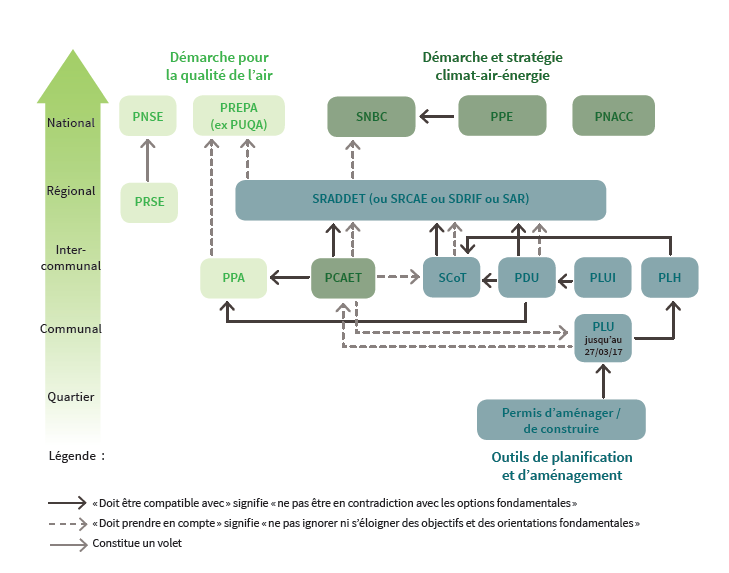 Démarche pour
la qualité de l'air
Démarche et stratégie
climat-air-énergie
National
PNSE
PREPA
(ex PUQA)
SNBC
PPE
PNACC
Régional
PRSE
SRADDET (ou SRCAE ou SDRIF ou SAR)
Inter-
communal
PPA
PCAET
SCoT
PDU
PLUI
PLH
Communal
PLU
jusqu'au
27/03/17
Quartier
Permis d'aménager /
de construire
Légende :
Outils de planification
et d'aménagement
« Doit être compatible avec » signifie « ne pas être en contradiction avec les options fondamentales »
« Doit prendre en compte » signifie « ne pas ignorer ni s'éloigner des objectifs et des orientations fondamentales »
Constitue un volet